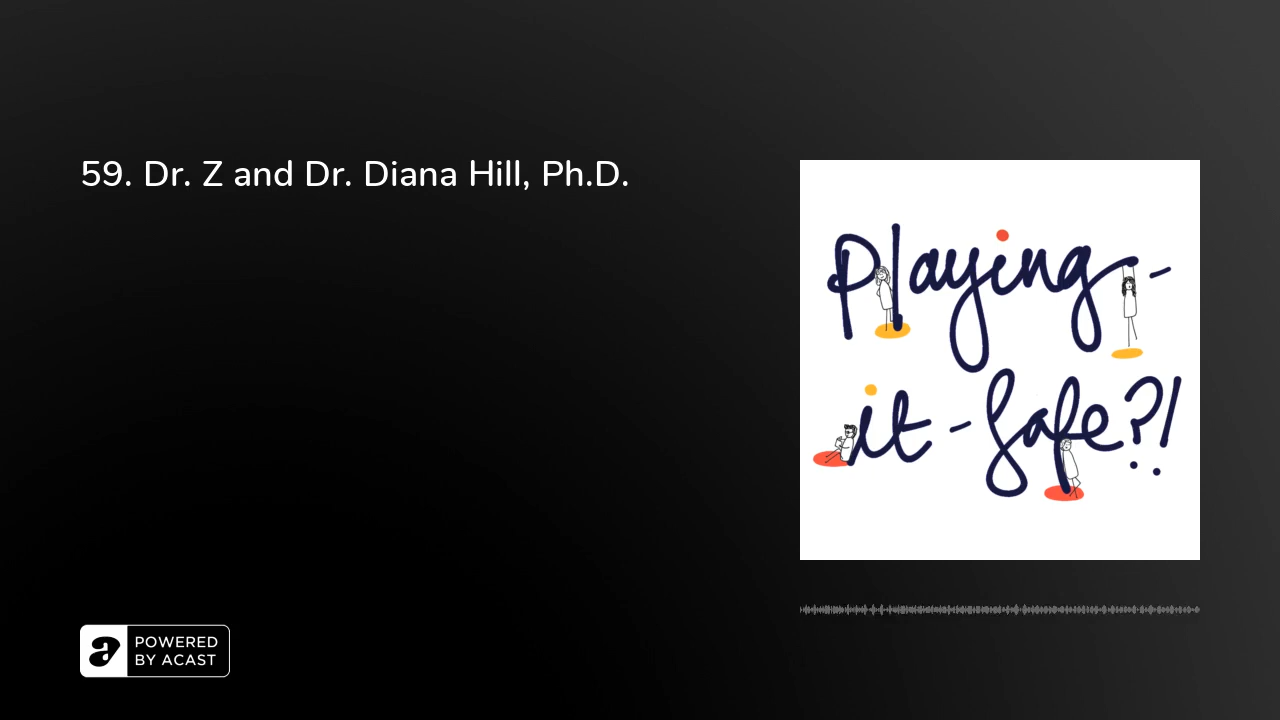 59. Dr. Z and Dr. Diana Hill, Ph.D.
Playing-
it-Safe?!
POWERED
BY ACAST